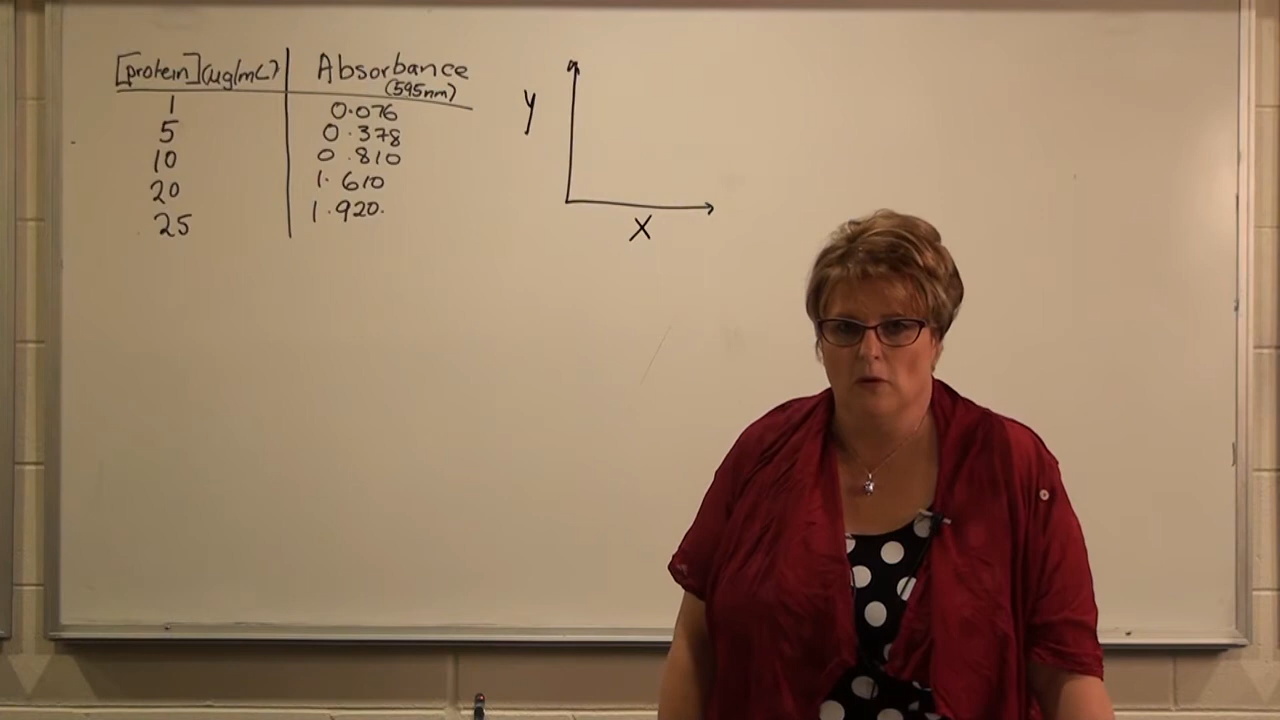 [protein](ug/mL) Absorbance
(595nm)
1 0.076
5 0.378
10 0.810
20 1.610
25 1.920.
y
X